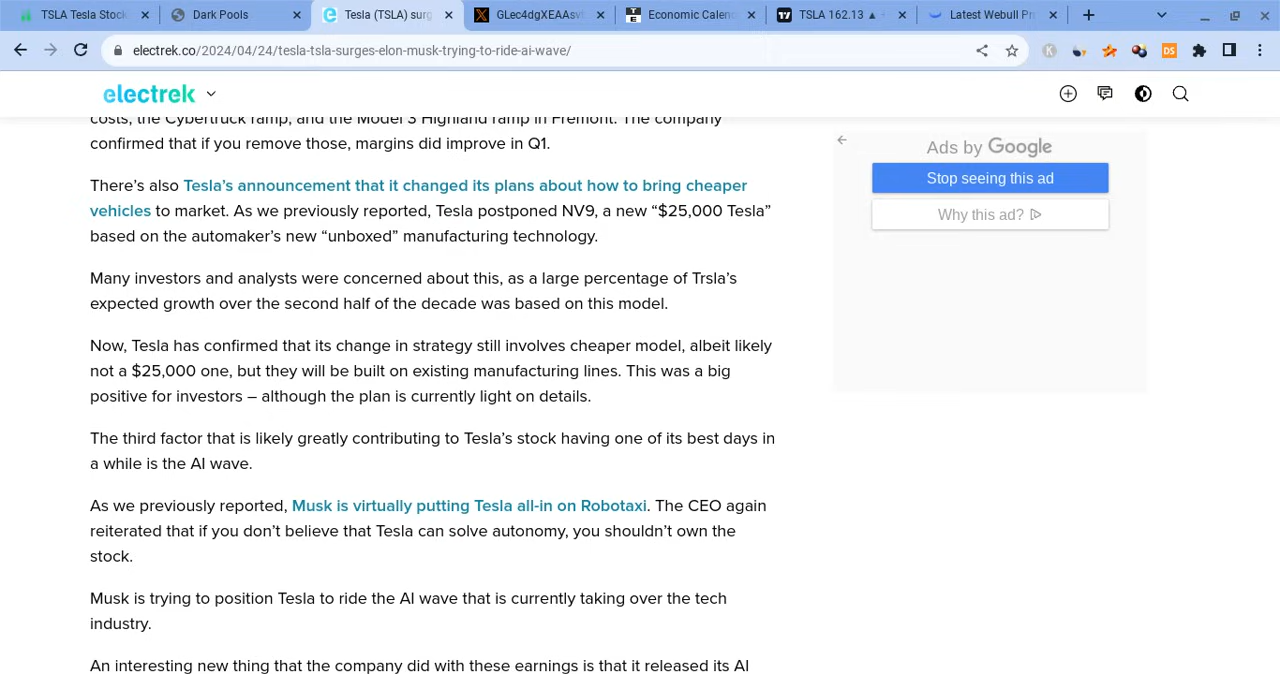 TSLA Tesla Stock
Dark Pools
Tesla (TSLA) surg
GLec4dgXEAAsvt
Economic Calend
TSLA 162.13 ▲ +
Latest Webull Pr
electrek.co/2024/04/24/tesla-tsla-surges-elon-musk-trying-to-ride-ai-wave/
electrek
costs, the Cybertruck ramp, and the Model 3 Highland ramp in Fremont. The company
confirmed that if you remove those, margins did improve in Q1.
There’s also Tesla’s announcement that it changed its plans about how to bring cheaper
vehicles to market. As we previously reported, Tesla postponed NV9, a new “$25,000 Tesla”
based on the automaker’s new “unboxed” manufacturing technology.
Many investors and analysts were concerned about this, as a large percentage of Trsla’s
expected growth over the second half of the decade was based on this model.
Now, Tesla has confirmed that its change in strategy still involves cheaper model, albeit likely
not a $25,000 one, but they will be built on existing manufacturing lines. This was a big
positive for investors – although the plan is currently light on details.
The third factor that is likely greatly contributing to Tesla’s stock having one of its best days in
a while is the AI wave.
As we previously reported, Musk is virtually putting Tesla all-in on Robotaxi. The CEO again
reiterated that if you don’t believe that Tesla can solve autonomy, you shouldn’t own the
stock.
Musk is trying to position Tesla to ride the AI wave that is currently taking over the tech
industry.
An interesting new thing that the company did with these earnings is that it released its AI
Ads by Google
Stop seeing this ad
Why this ad?